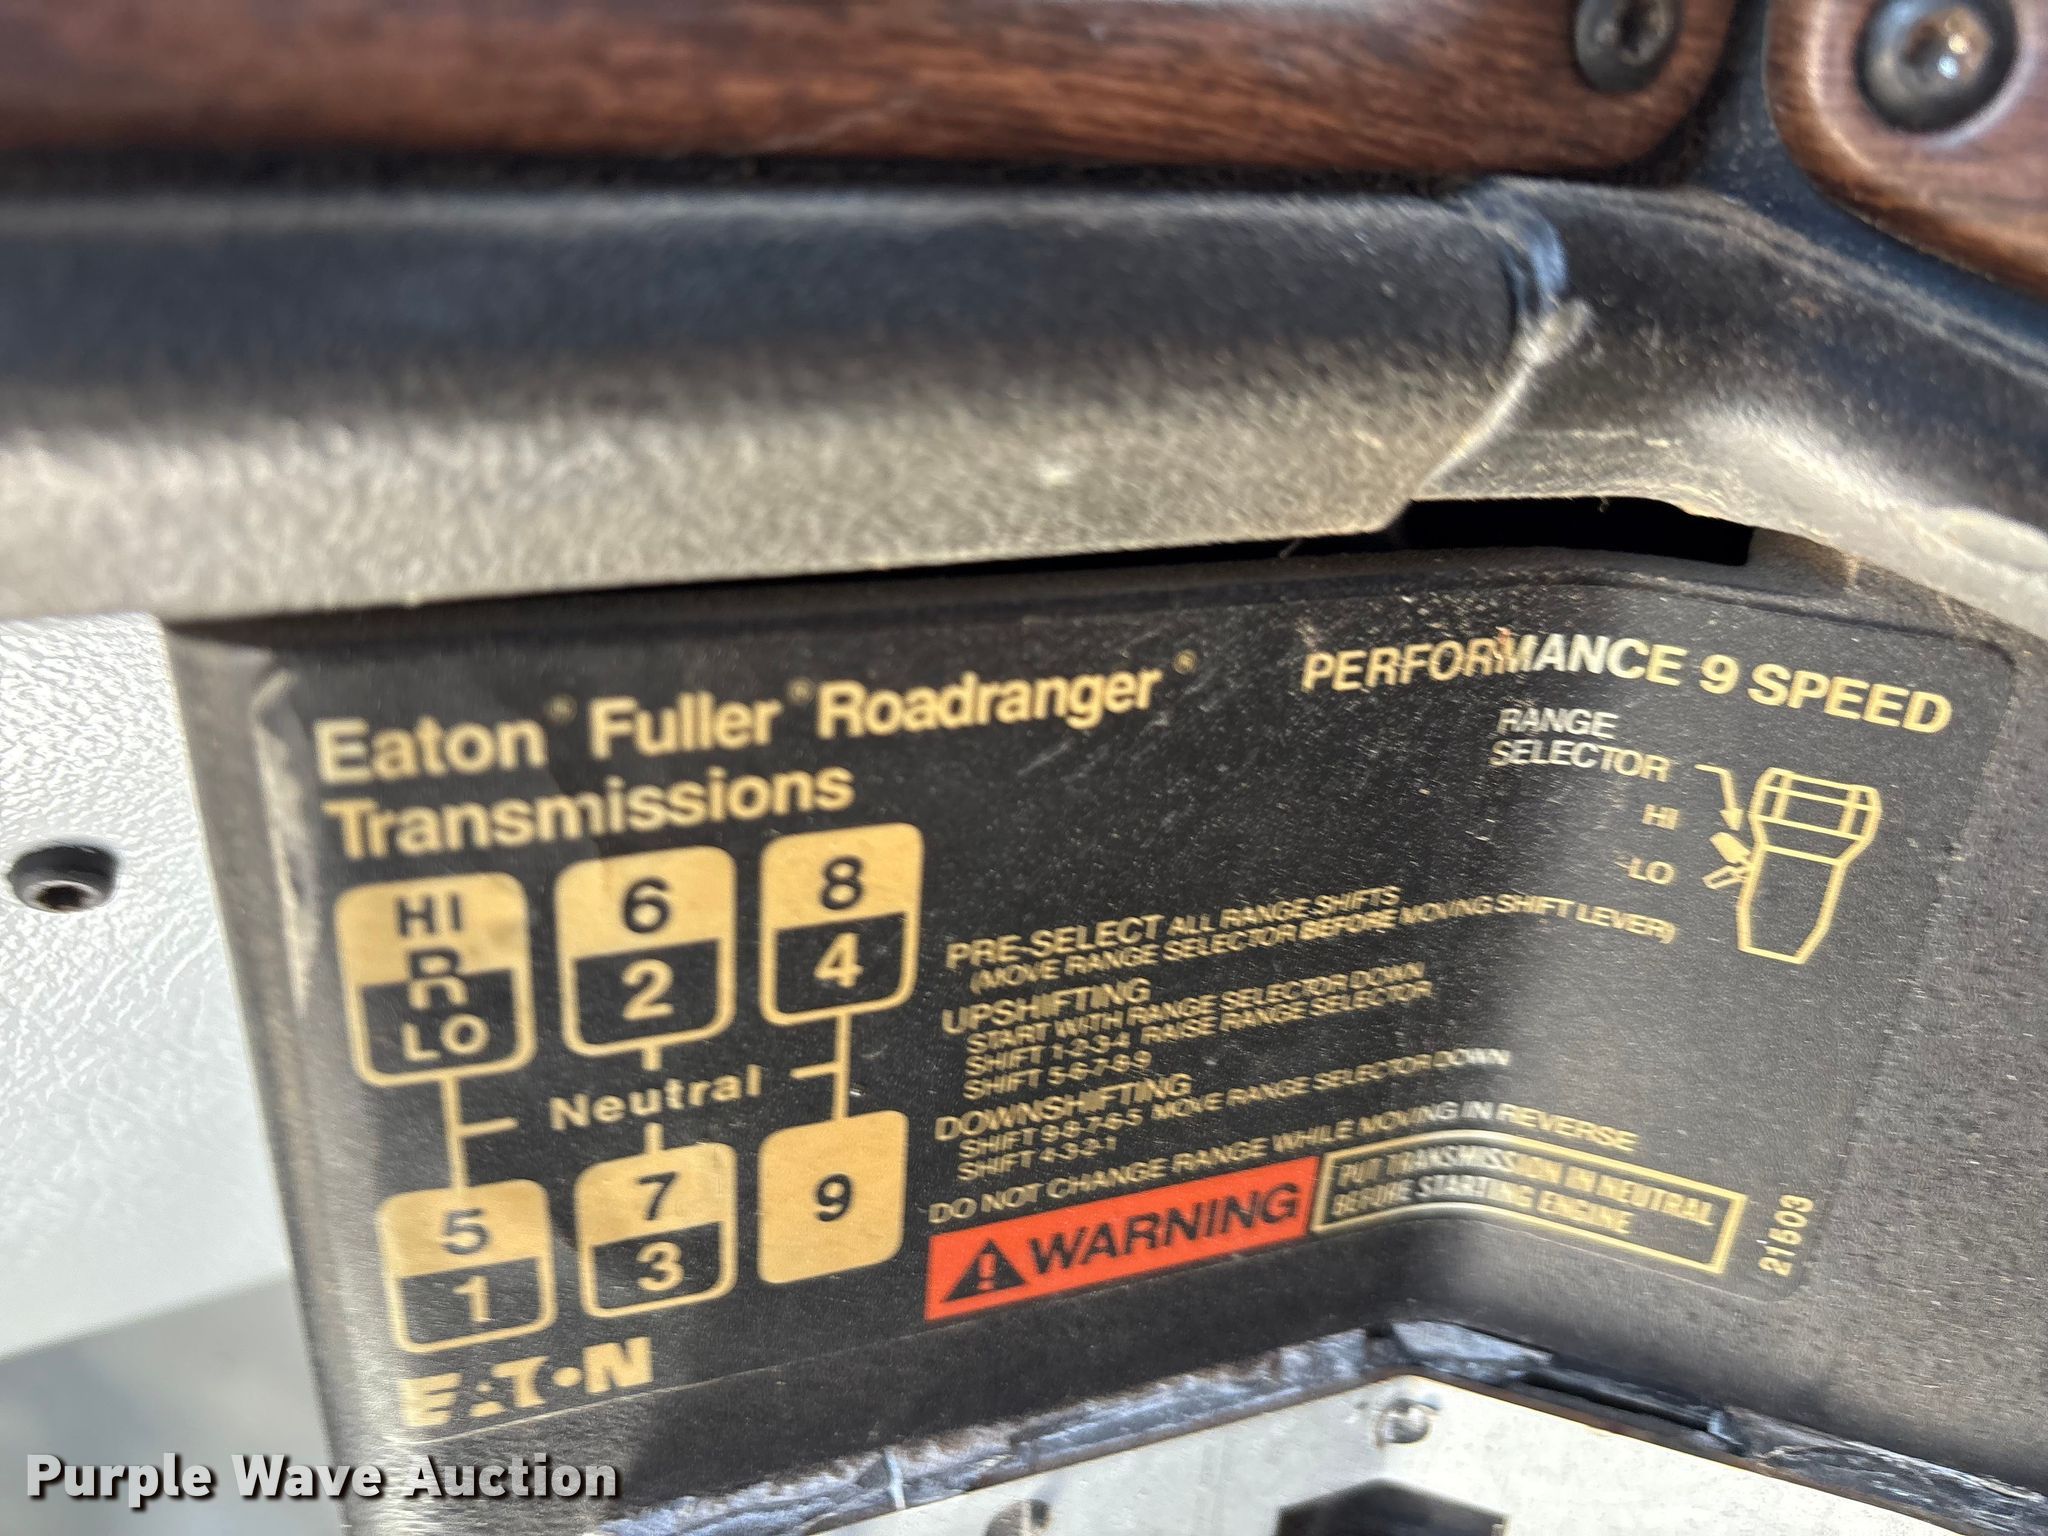 Eaton® Fuller® Roadranger®
Transmissions
PERFORMANCE 9 SPEED
RANGE
SELECTOR
HI
LO
HI
R
LO
6
2
8
4
Neutral
5
1
7
3
9
PRE-SELECT ALL RANGE SHIFTS
(MOVE RANGE SELECTOR BEFORE MOVING SHIFT LEVER)
UPSHIFTING
START WITH RANGE SELECTOR DOWN
SHIFT 1-2-3-4 RAISE RANGE SELECTOR
SHIFT 5-6-7-8-9
DOWNSHIFTING
SHIFT 9-8-7-6-5 MOVE RANGE SELECTOR DOWN
SHIFT 4-3-2-1
DO NOT CHANGE RANGE WHILE MOVING IN REVERSE
WARNING
PUT TRANSMISSION IN NEUTRAL
BEFORE STARTING ENGINE
21503
EATON
Purple Wave Auction